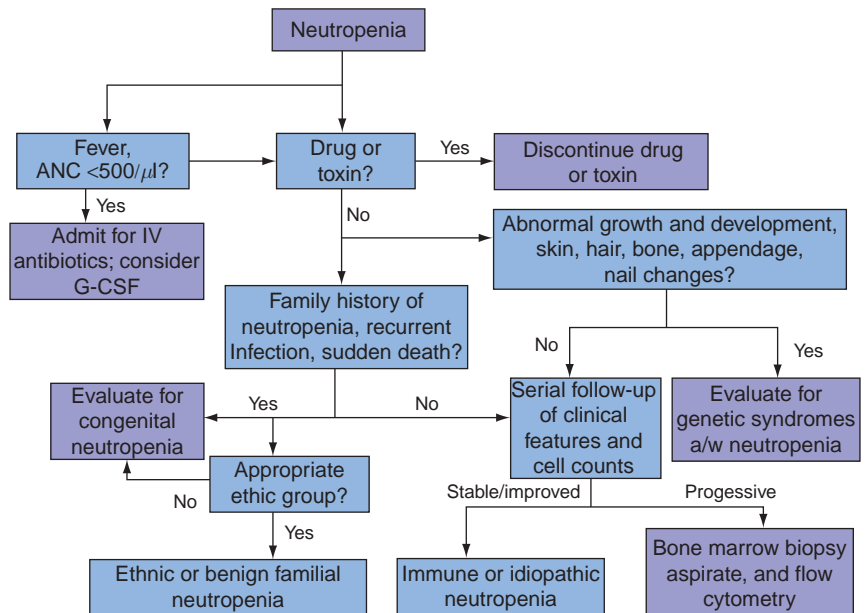 Neutropenia
Fever,
ANC <500/μl?
Drug or
toxin?
Yes
Discontinue drug
or toxin
Yes
No
Admit for IV
antibiotics; consider
G-CSF
Abnormal growth and development,
skin, hair, bone, appendage,
nail changes?
Family history of
neutropenia, recurrent
Infection, sudden death?
No
Yes
Evaluate for
congenital
neutropenia
Yes
No
Serial follow-up
of clinical
features and
cell counts
Evaluate for
genetic syndromes
a/w neutropenia
Appropriate
ethic group?
No
Yes
Stable/improved
Progessive
Ethnic or benign familial
neutropenia
Immune or idiopathic
neutropenia
Bone marrow biopsy
aspirate, and flow
cytometry